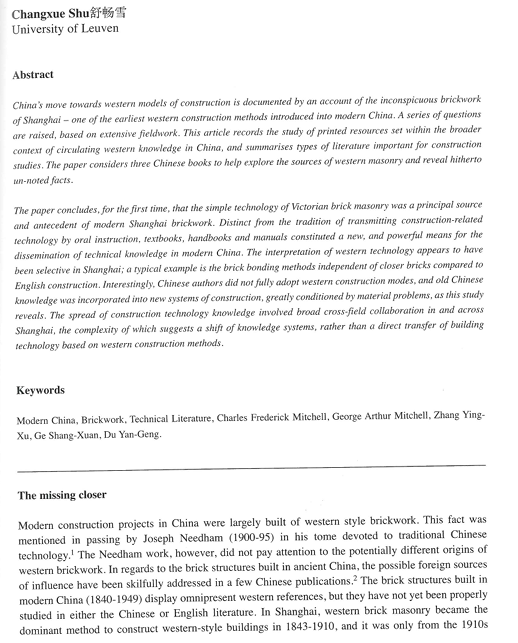 Changxue Shu舒畅雪
University of Leuven
Abstract
China's move towards western models of construction is documented by an account of the inconspicuous brickwork
of Shanghai – one of the earliest western construction methods introduced into modern China. A series of questions
are raised, based on extensive fieldwork. This article records the study of printed resources set within the broader
context of circulating western knowledge in China, and summarises types of literature important for construction
studies. The paper considers three Chinese books to help explore the sources of western masonry and reveal hitherto
un-noted facts.
The paper concludes, for the first time, that the simple technology of Victorian brick masonry was a principal source
and antecedent of modern Shanghai brickwork. Distinct from the tradition of transmitting construction-related
technology by oral instruction, textbooks, handbooks and manuals constituted a new, and powerful means for the
dissemination of technical knowledge in modern China. The interpretation of western technology appears to have
been selective in Shanghai; a typical example is the brick bonding methods independent of closer bricks compared to
English construction. Interestingly, Chinese authors did not fully adopt western construction modes, and old Chinese
knowledge was incorporated into new systems of construction, greatly conditioned by material problems, as this study
reveals. The spread of construction technology knowledge involved broad cross-field collaboration in and across
Shanghai, the complexity of which suggests a shift of knowledge systems, rather than a direct transfer of building
technology based on western construction methods.
Keywords
Modern China, Brickwork, Technical Literature, Charles Frederick Mitchell, George Arthur Mitchell, Zhang Ying-
Xu, Ge Shang-Xuan, Du Yan-Geng.
The missing closer
Modern construction projects in China were largely built of western style brickwork. This fact was
mentioned in passing by Joseph Needham (1900-95) in his tome devoted to traditional Chinese
technology.¹ The Needham work, however, did not pay attention to the potentially different origins of
western brickwork. In regards to the brick structures built in ancient China, the possible foreign sources
of influence have been skilfully addressed in a few Chinese publications.² The brick structures built in
modern China (1840-1949) display omnipresent western references, but they have not yet been properly
studied in either the Chinese or English literature. In Shanghai, western brick masonry became the
dominant method to construct western-style buildings in 1843-1910, and it was only from the 1910s